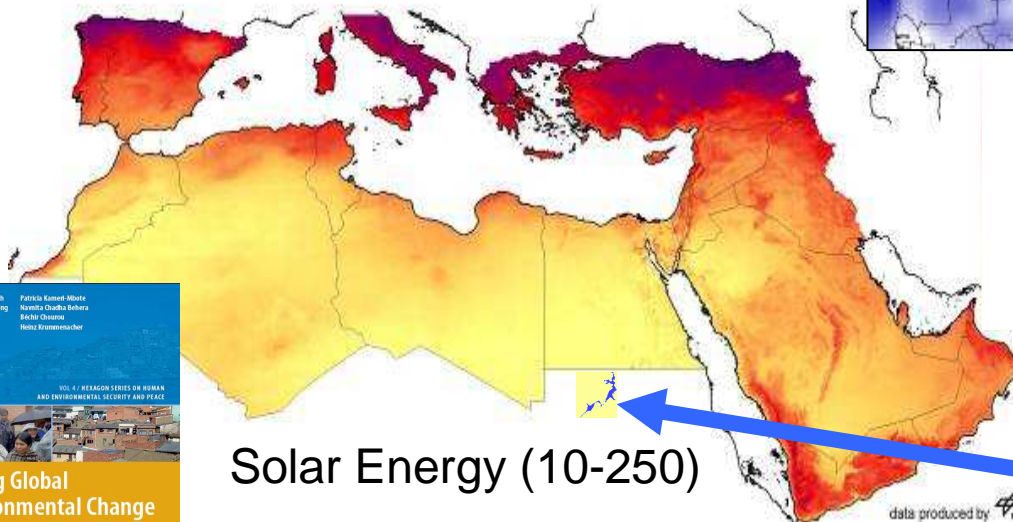 Patricia Kameri-Mbote
Navnita Chadha Behera
Béchir Chourou
Heinz Krummenacher
VOL 4 / HEXAGON SERIES ON HUMAN
AND ENVIRONMENTAL SECURITY AND PEACE
g Global
onmental Change
Solar Energy (10-250)
data produced by